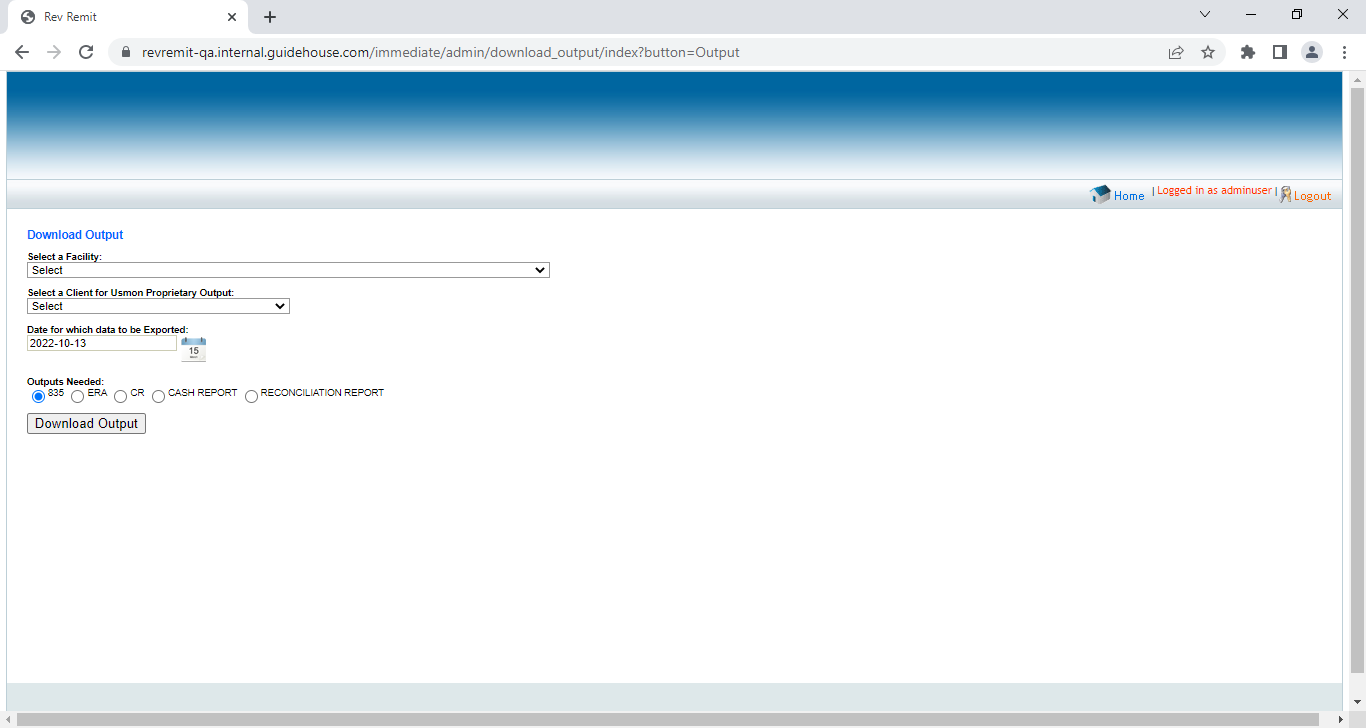 Rev Remit
revremit-qa.internal.guidehouse.com/immediate/admin/download_output/index?button=Output
Home | Logged in as adminuser | Logout
Download Output
Select a Facility:
Select
Select a Client for Usmon Proprietary Output:
Select
Date for which data to be Exported:
2022-10-13
15
Outputs Needed:
835 ERA CR CASH REPORT RECONCILIATION REPORT
Download Output